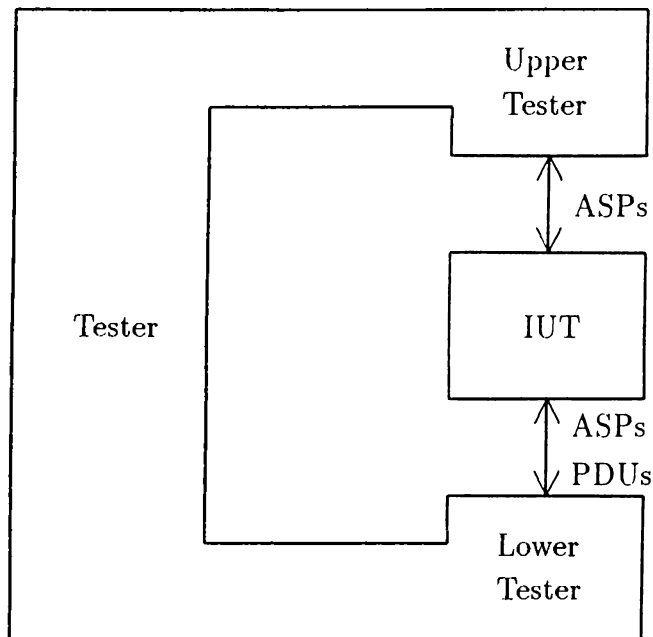 Upper
Tester
ASPs
Tester
IUT
ASPs
PDUs
Lower
Tester